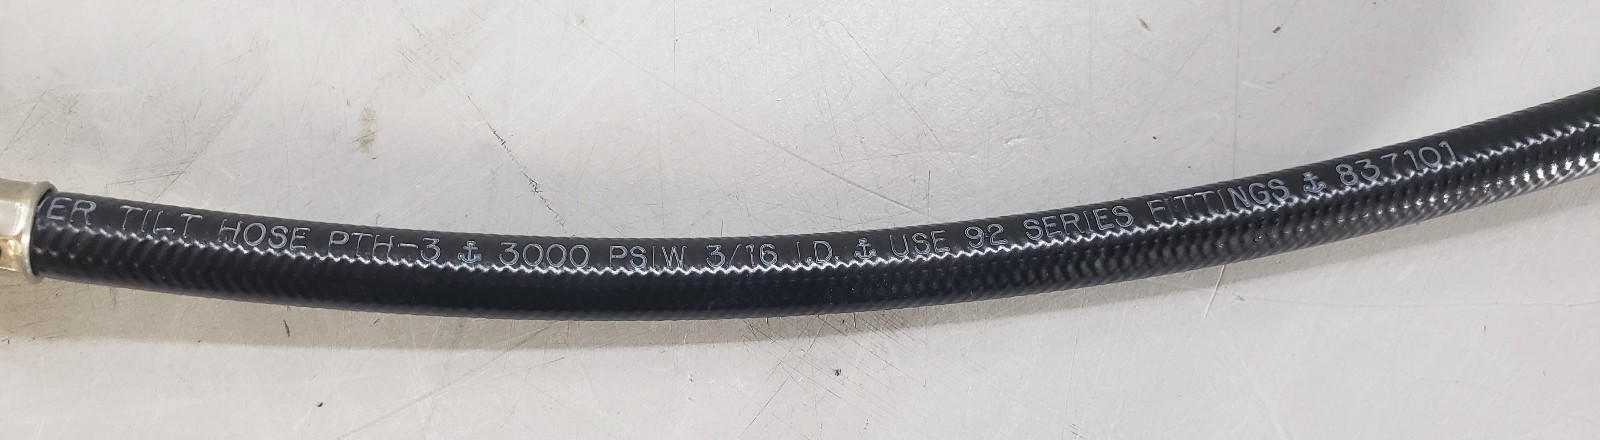 ER TILT HOSE PTH-3 ⚓ 3000 PSIW 3/16 I.D. ⚓ USE 92 SERIES FITTINGS ⚓ 837101